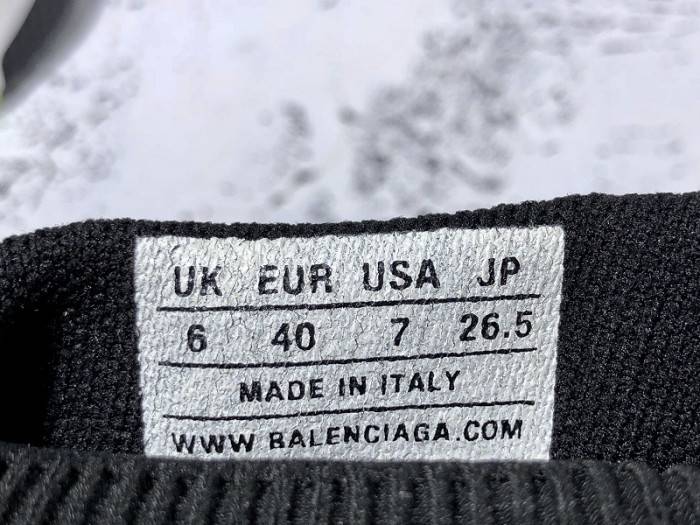 UK EUR USA JP
6 40 7 26.5
MADE IN ITALY
WWW BALENCIAGA.COM